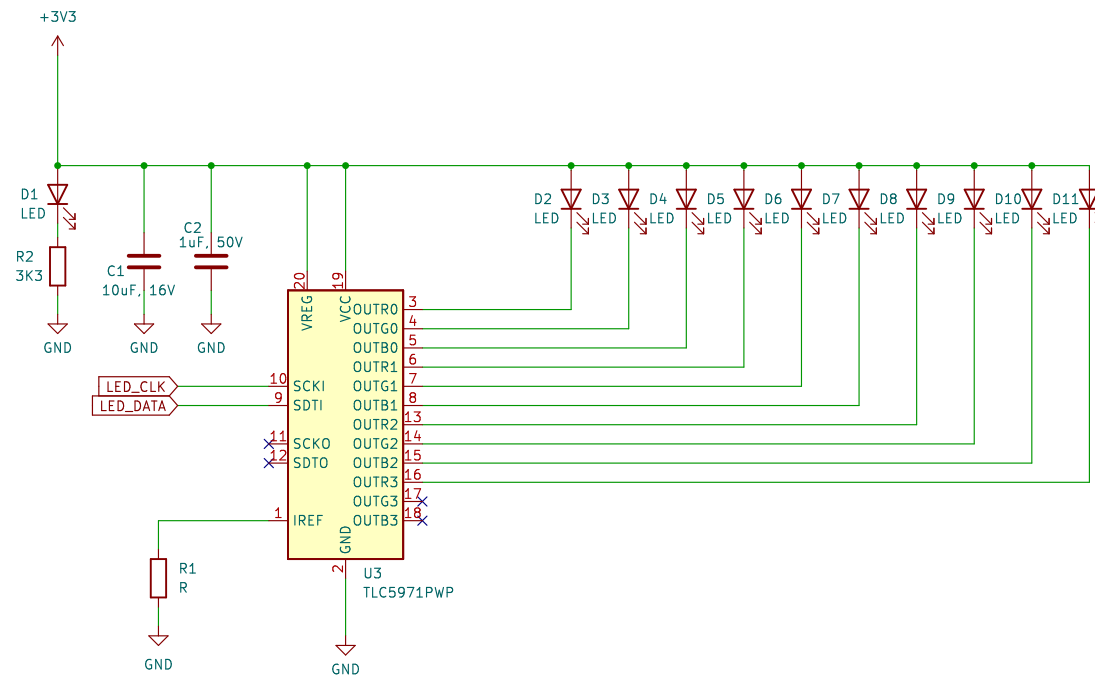 +3V3
D1
LED
R2
3K3
GND
C1
10uF, 16V
GND
C2
1uF, 50V
GND
D2
LED
D3
LED
D4
LED
D5
LED
D6
LED
D7
LED
D8
LED
D9
LED
D10
LED
D11
LED
20
VREG
19
VCC
OUTR0 3
OUTG0 4
OUTB0 5
OUTR1 6
LED_CLK 10 SCKI
OUTG1 7
LED_DATA 9 SDTI
OUTB1 8
OUTR2 13
11 SCKO
OUTG2 14
12 SDTO
OUTB2 15
OUTR3 16
OUTG3 17
1 IREF
OUTB3 18
GND
2
U3
TLC5971PWP
R1
R
GND
GND